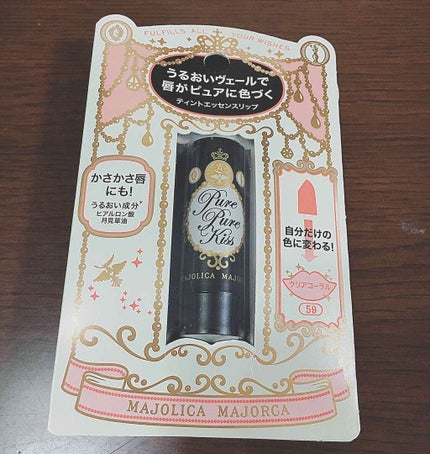 FULFILLS ALL YOUR WISHES
うるおいヴェールで
唇がピュアに色づく
ティントエッセンスリップ
かさかさ唇
にも!
うるおい成分*
ヒアルロン酸
月見草油
Pure
Pure
Kiss
MAJOLICA MAJOR
自分だけの
色に変わる!
クリアコーラル
59
MAJOLICA MAJORCA